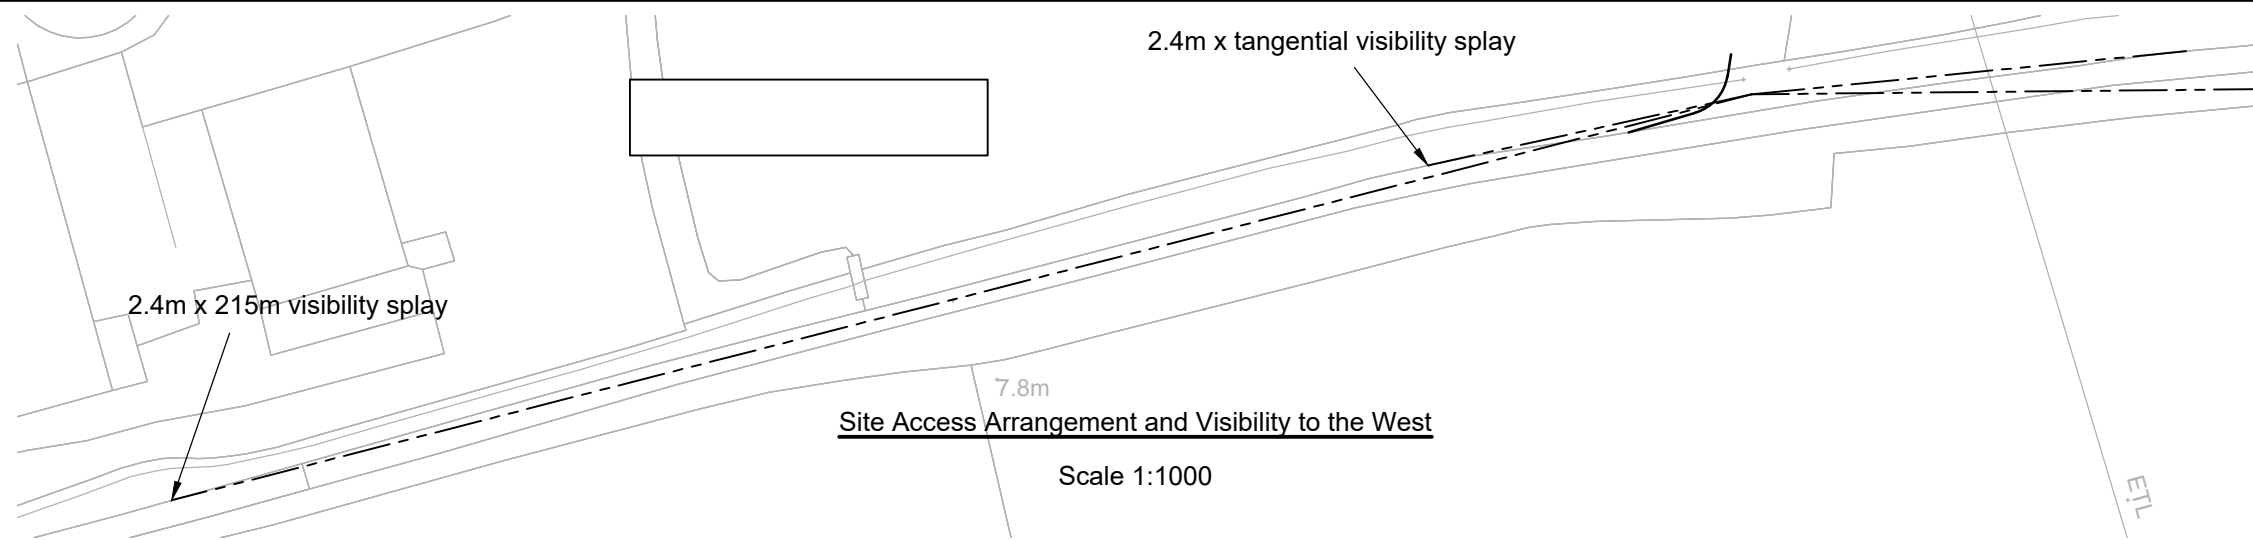 2.4m x tangential visibility splay
2.4m x 215m visibility splay
7.8m
Site Access Arrangement and Visibility to the West
Scale 1:1000
ETL